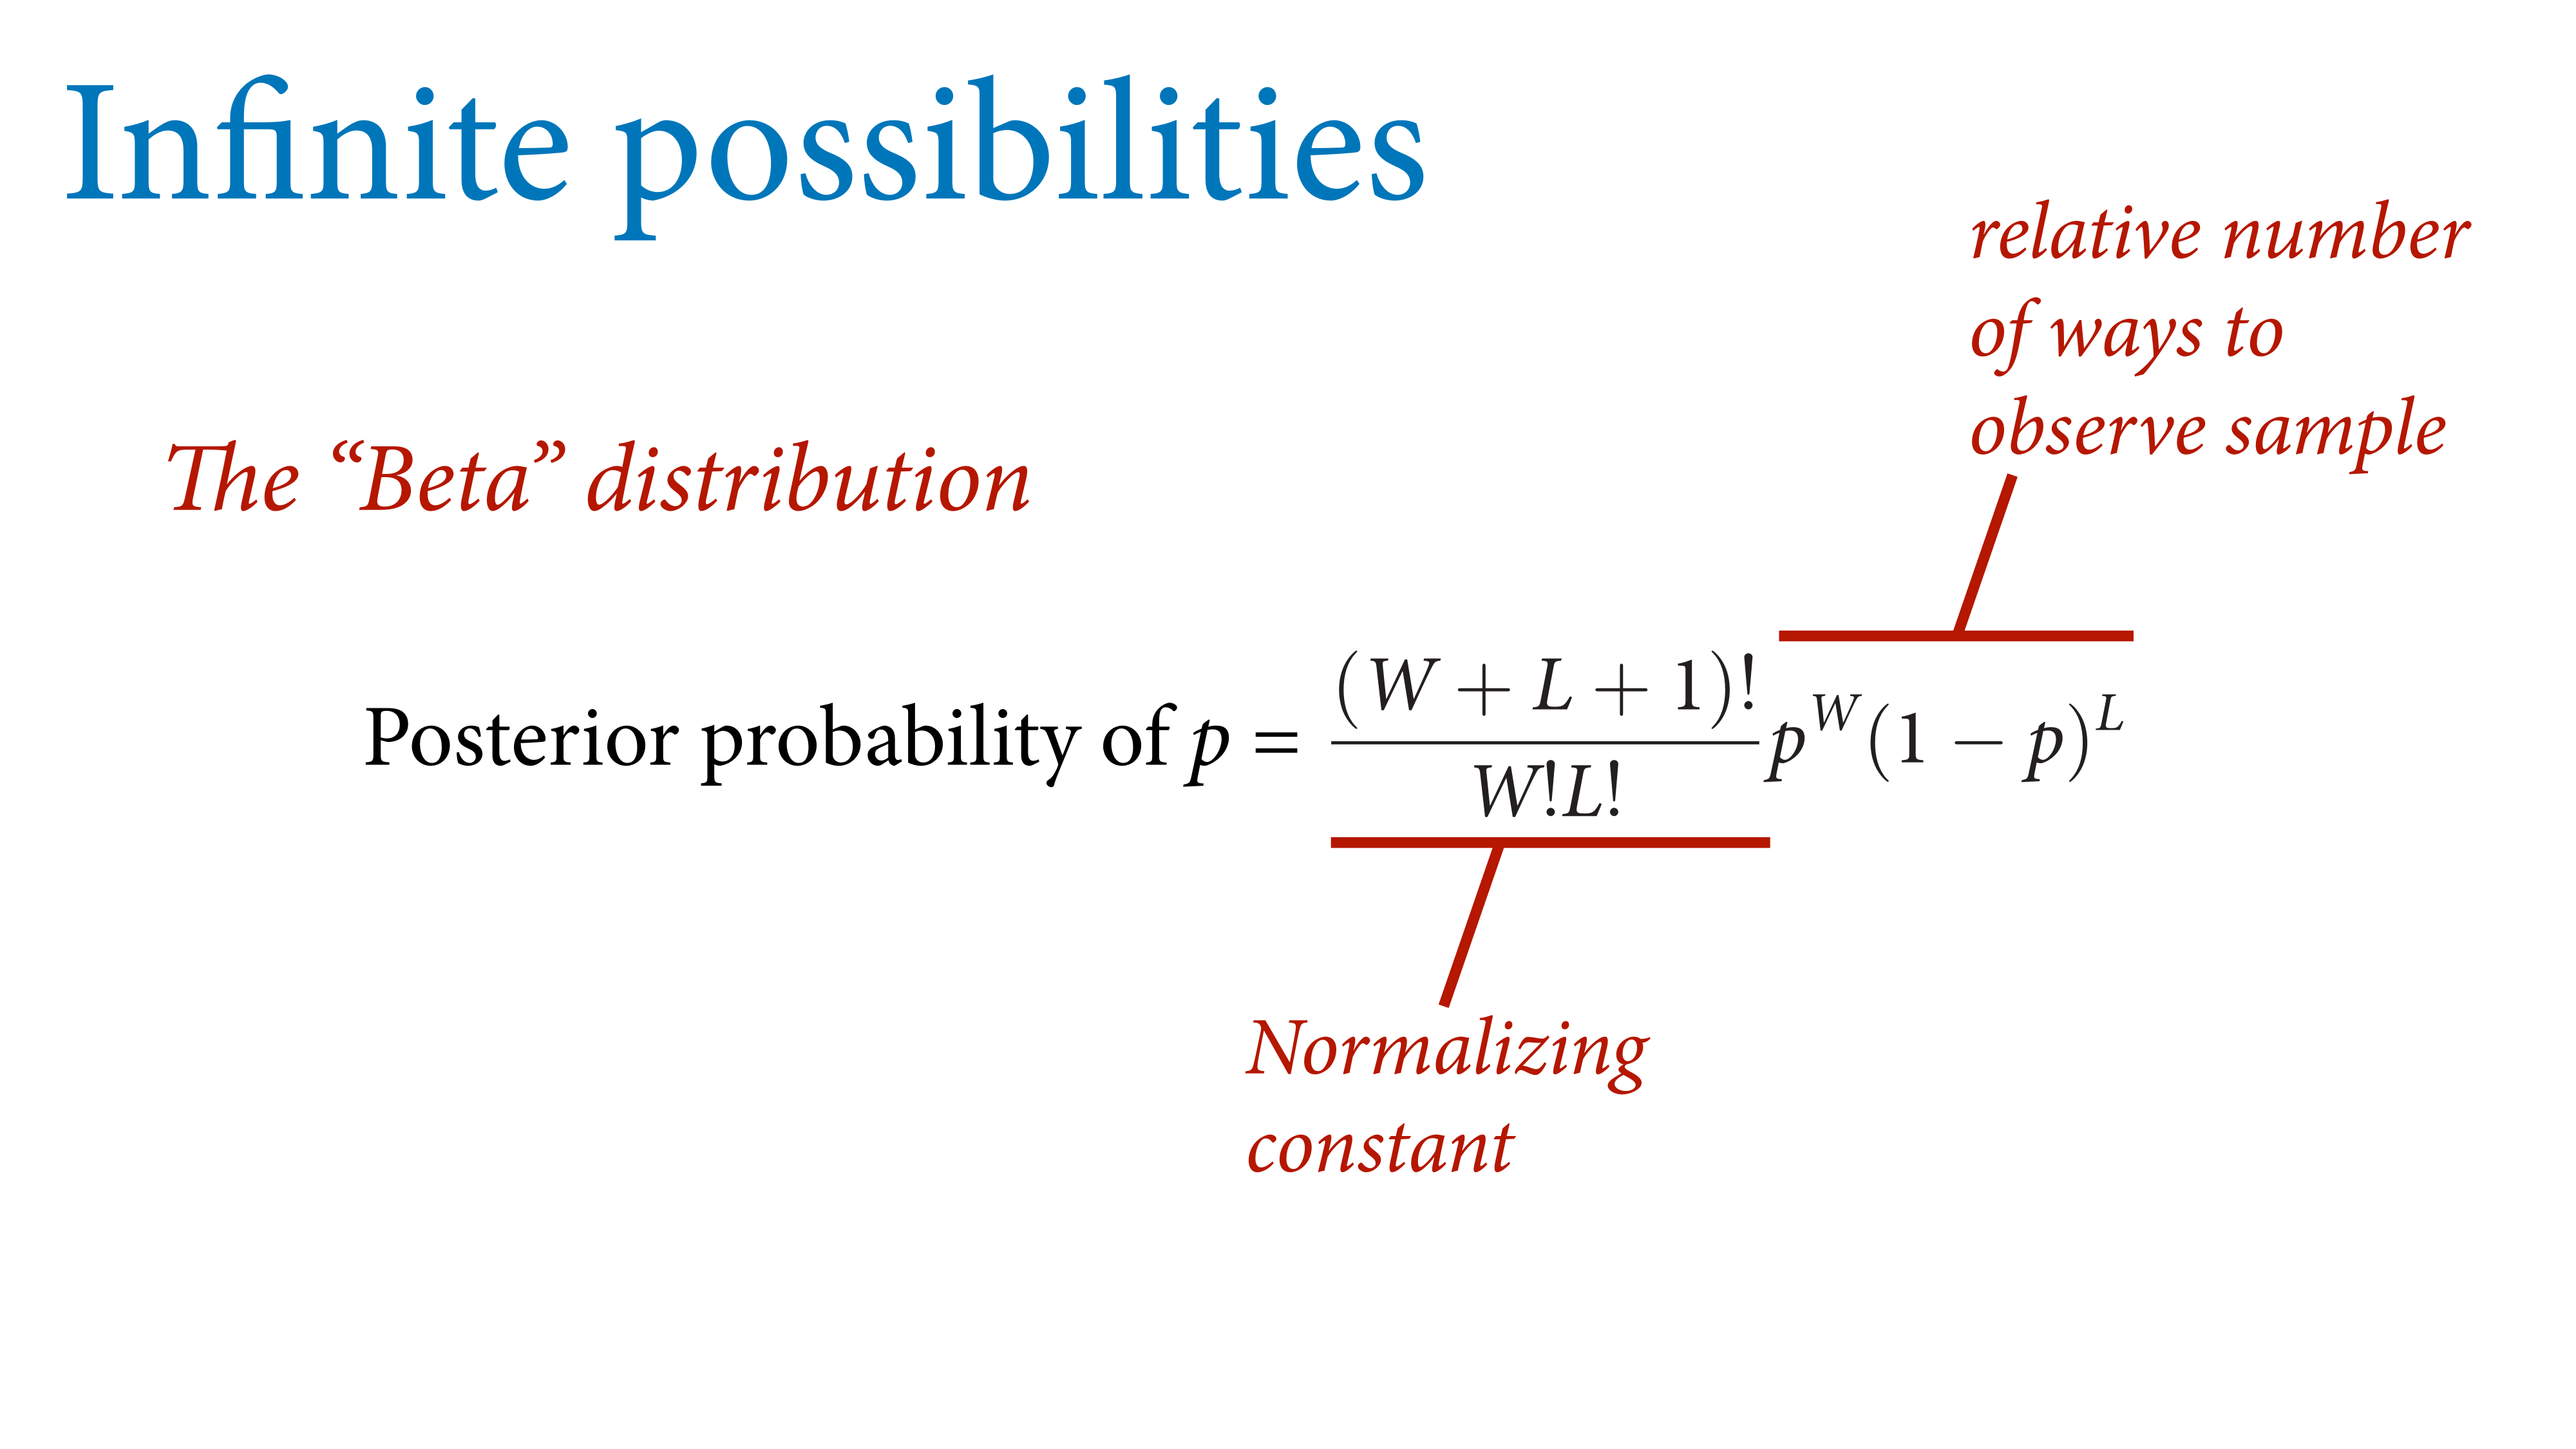 Infinite possibilities
relative number
of ways to
observe sample
The “Beta” distribution
Posterior probability of p = \frac{(W + L + 1)!}{W!L!} p^W (1 − p)^L
Normalizing
constant